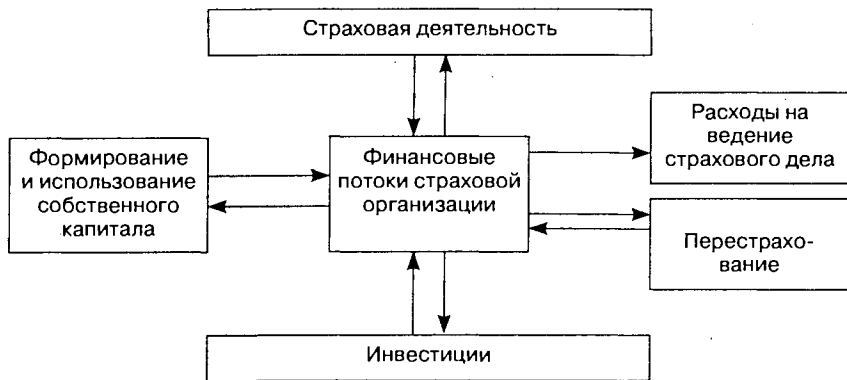 Страховая деятельность
Формирование
и использование
собственного
капитала
Финансовые
потоки страховой
организации
Расходы на
ведение
страхового дела
Перестрахо-
вание
Инвестиции